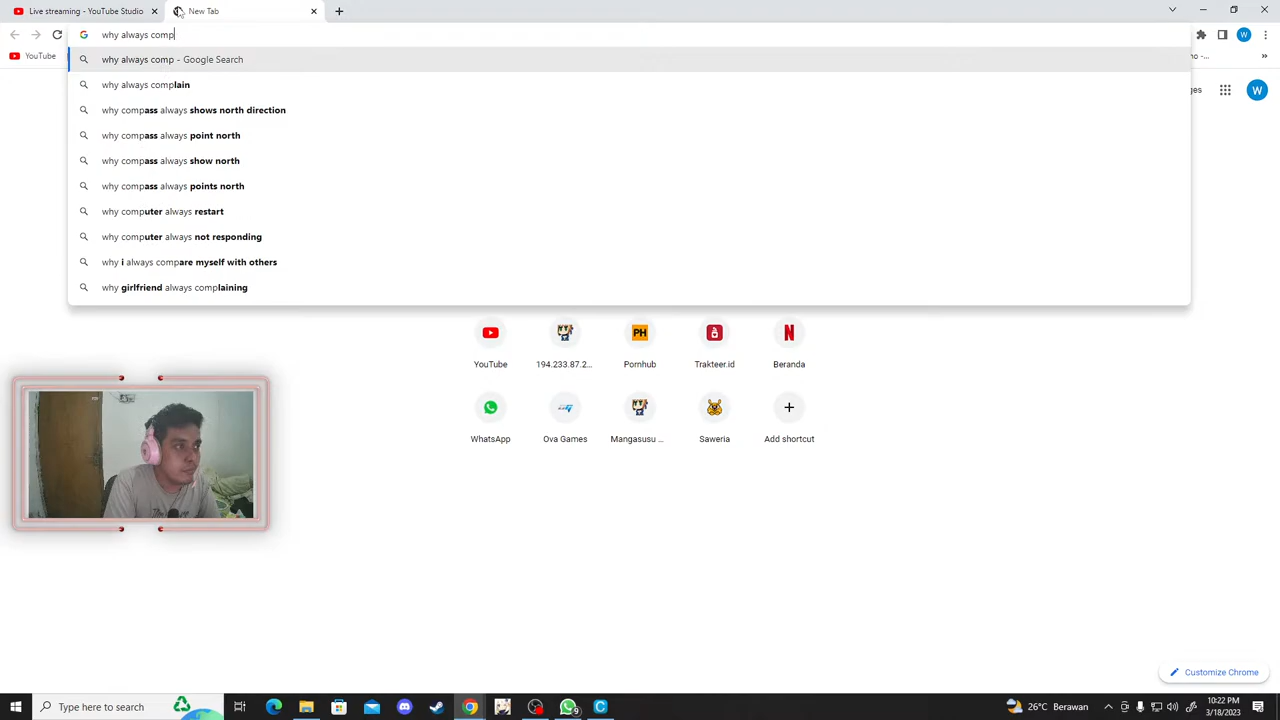 Live streaming - YouTube Studio
New Tab
why always comp
W
YouTube
why always comp - Google Search
why always complain
why compass always shows north direction
why compass always point north
why compass always show north
why compass always points north
why computer always restart
why computer always not responding
why i always compare myself with others
why girlfriend always complaining
W
YouTube
194.233.87.2...
PH
Pornhub
Trakteer.id
N
Beranda
WhatsApp
Ova Games
Mangasusu ...
Saweria
Add shortcut
Customize Chrome
Type here to search
9
26°C Berawan
10:22 PM
3/18/2023